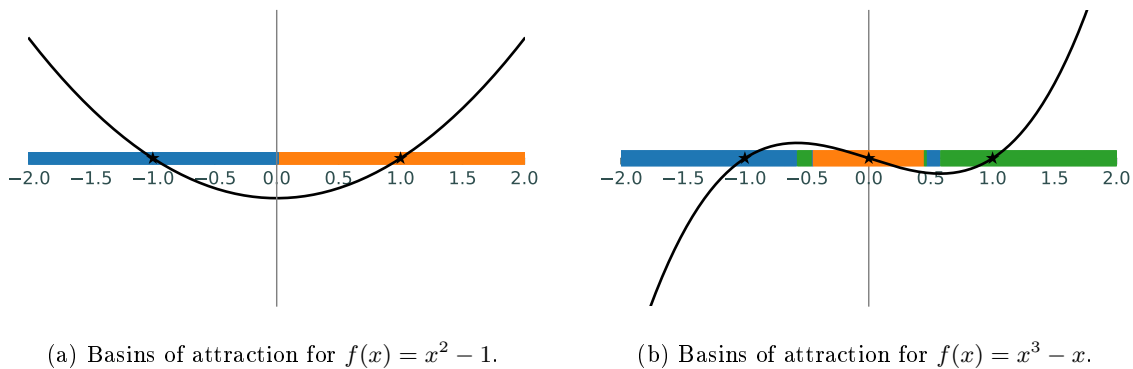 −2.0 −1.5 −1.0 −0.5 0.0 0.5 1.0 1.5 2.0
−2.0 −1.5 −1.0 −0.5 0.0 0.5 1.0 1.5 2.0
(a) Basins of attraction for f(x) = x² − 1.
(b) Basins of attraction for f(x) = x³ − x.